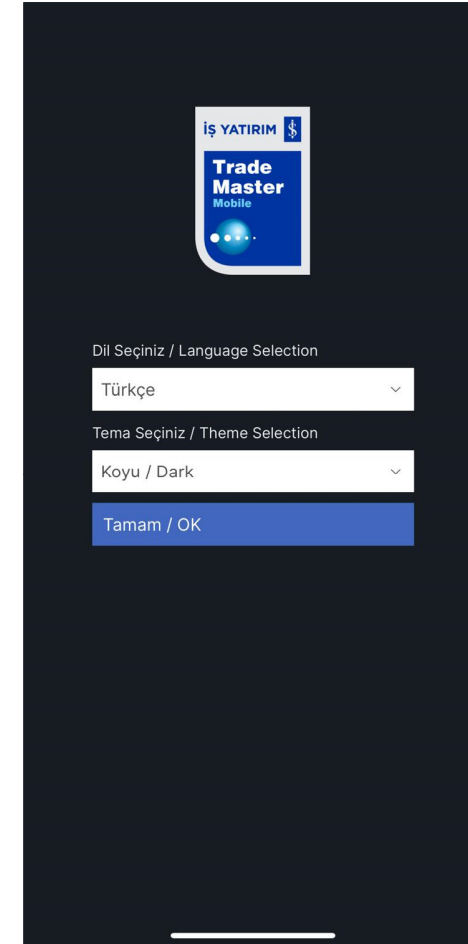 İŞ YATIRIM
Trade
Master
Mobile
Dil Seçiniz / Language Selection
Türkçe
Tema Seçiniz / Theme Selection
Koyu / Dark
Tamam / OK